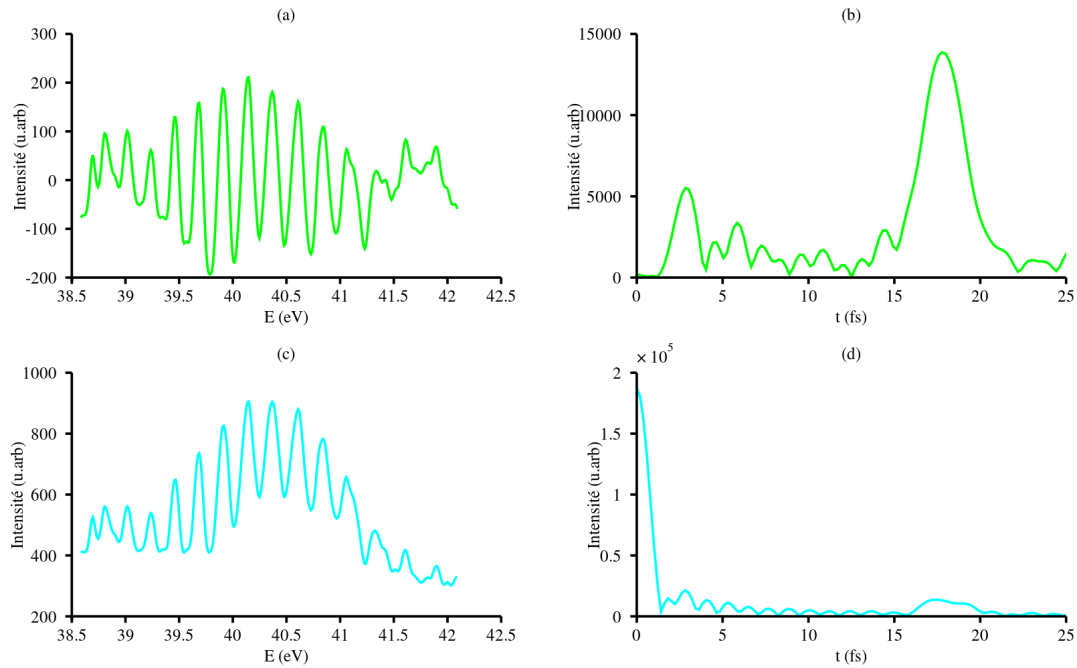 (a)
300
200
100
0
-100
-200
38.5 39 39.5 40 40.5 41 41.5 42 42.5
E (eV)
Intensité (u.arb)
(b)
15000
10000
5000
0
0 5 10 15 20 25
t (fs)
Intensité (u.arb)
(c)
1000
800
600
400
200
38.5 39 39.5 40 40.5 41 41.5 42 42.5
E (eV)
Intensité (u.arb)
(d)
× 10⁵
2
1.5
1
0.5
0
0 5 10 15 20 25
t (fs)
Intensité (u.arb)